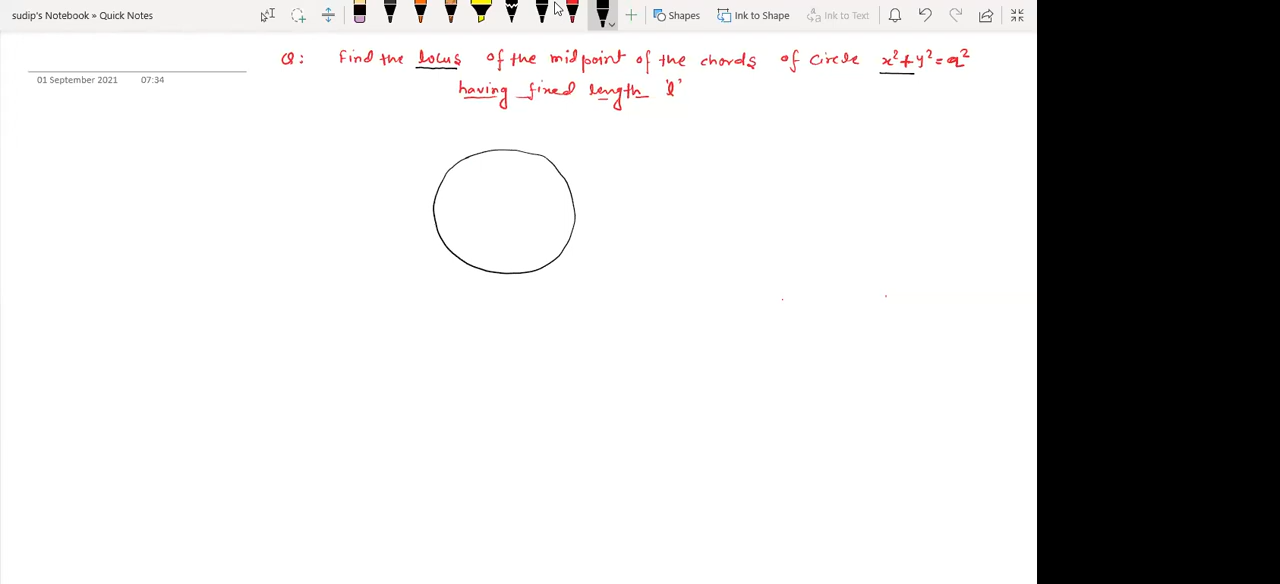 sudip's Notebook » Quick Notes
Shapes
Ink to Shape
Ink to Text
Q: Find the locus of the midpoint of the chords of circle x²+y²=a²
having fixed length 'l'
01 September 2021 07:34